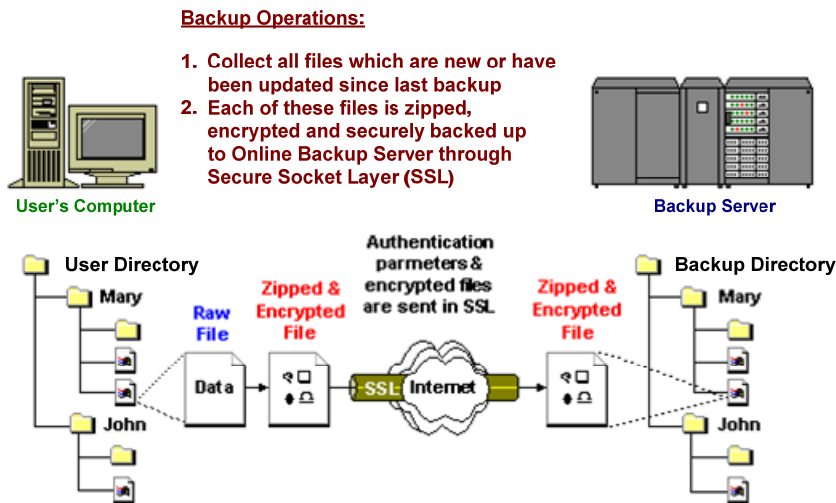 Backup Operations:
1. Collect all files which are new or have
been updated since last backup
2. Each of these files is zipped,
encrypted and securely backed up
to Online Backup Server through
Secure Socket Layer (SSL)
User's Computer
Backup Server
User Directory
Mary
John
Raw
File
Data
Zipped &
Encrypted
File
Authentication
parmeters &
encrypted files
are sent in SSL
SSL
Internet
Zipped &
Encrypted
File
Backup Directory
Mary
John